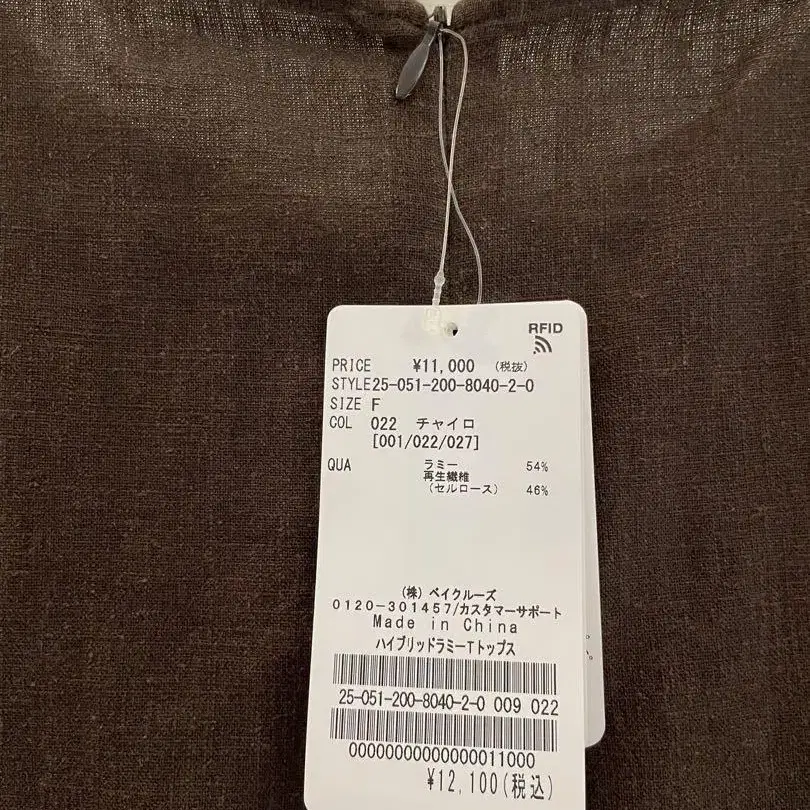 RFID
PRICE ¥11,000 (税抜)
STYLE25-051-200-8040-2-0
SIZE F
COL 022 チャイロ
[001/022/027]
QUA ラミー 54%
再生繊維
(セルロース) 46%
(株)ベイクルーズ
0120-301457/カスタマーサポート
Made in China
ハイブリッドラミーTトップス
25-051-200-8040-2-0 009 022
00000000000000011000
¥12,100(税込)